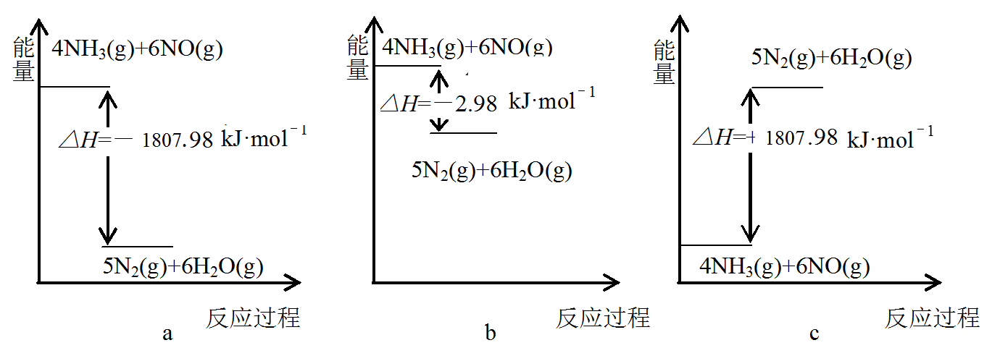 能量
4NH₃(g)+6NO(g)
△H=－ 1807.98 kJ·mol⁻¹
5N₂(g)+6H₂O(g)
反应过程
a
能量
4NH₃(g)+6NO(g)
△H=－2.98 kJ·mol⁻¹
5N₂(g)+6H₂O(g)
反应过程
b
能量
5N₂(g)+6H₂O(g)
△H=+ 1807.98 kJ·mol⁻¹
4NH₃(g)+6NO(g)
反应过程
c